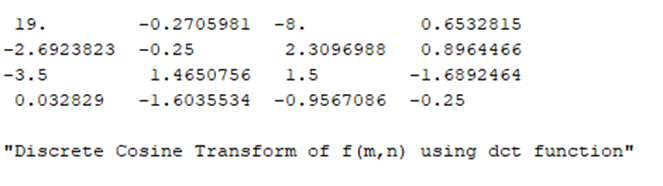 19. -0.2705981 -8. 0.6532815
-2.6923823 -0.25 2.3096988 0.8964466
-3.5 1.4650756 1.5 -1.6892464
0.032829 -1.6035534 -0.9567086 -0.25
"Discrete Cosine Transform of f(m,n) using dct function"